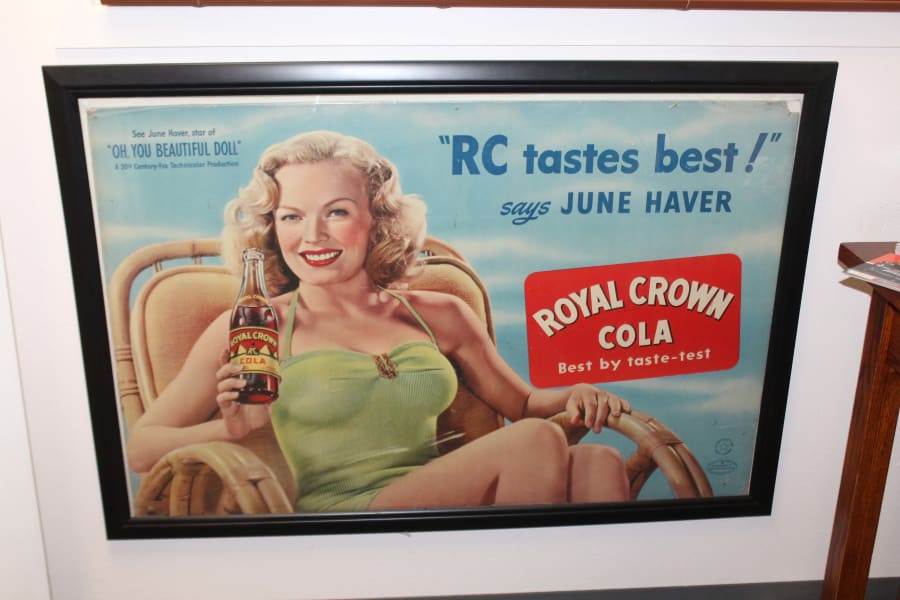 See June Haver, star of
"OH, YOU BEAUTIFUL DOLL"
A 20th Century-Fox Technicolor Production
"RC tastes best!"
says JUNE HAVER
ROYAL CROWN
COLA
Best by taste-test
ROYAL CROWN
RC
COLA